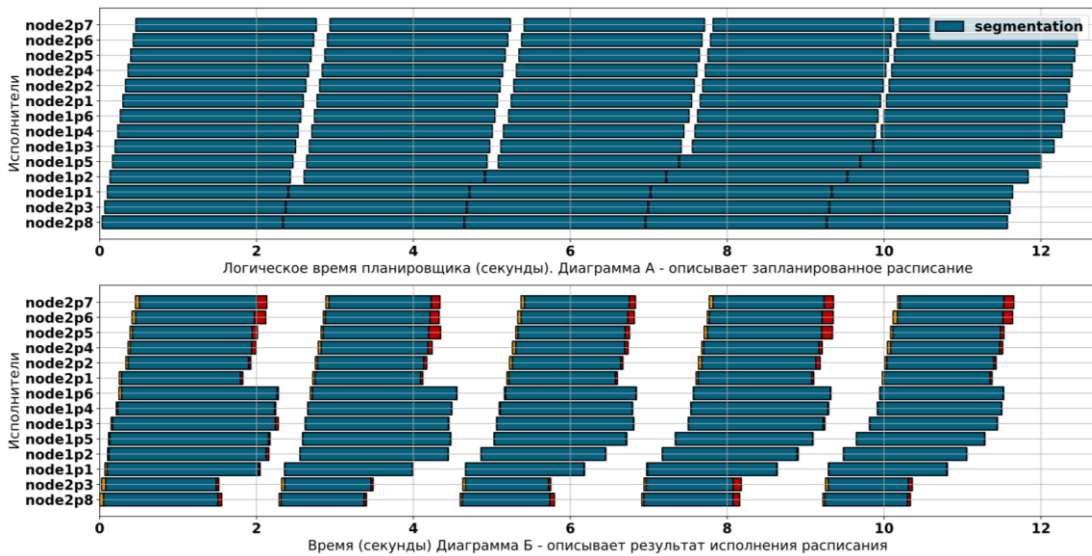 segmentation
Исполнители
node2p7
node2p6
node2p5
node2p4
node2p2
node2p1
node1p6
node1p4
node1p3
node1p5
node1p2
node1p1
node2p3
node2p8
0 2 4 6 8 10 12
Логическое время планировщика (секунды). Диаграмма А - описывает запланированное расписание
Исполнители
node2p7
node2p6
node2p5
node2p4
node2p2
node2p1
node1p6
node1p4
node1p3
node1p5
node1p2
node1p1
node2p3
node2p8
0 2 4 6 8 10 12
Время (секунды) Диаграмма Б - описывает результат исполнения расписания